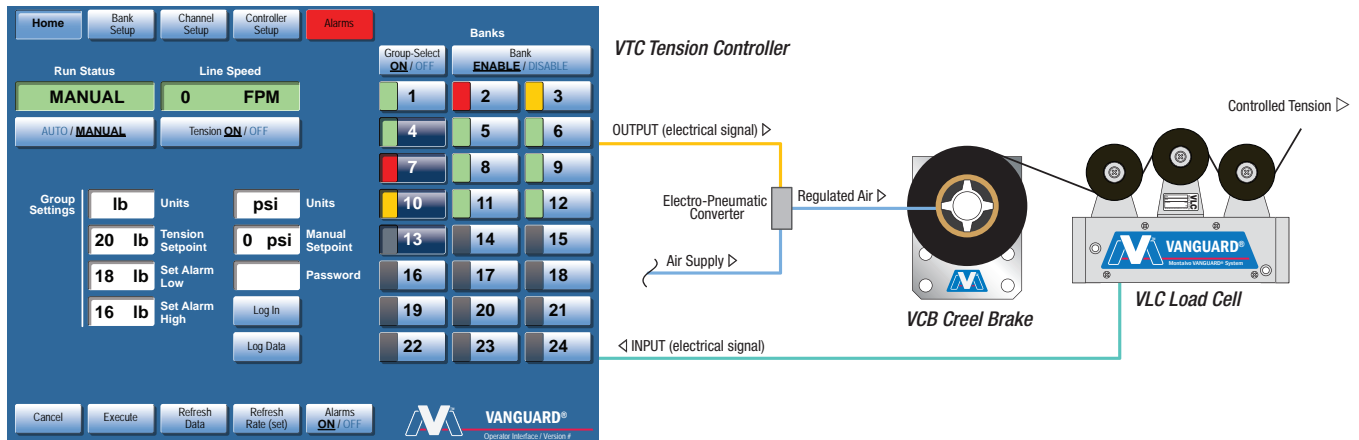 Home
Bank
Setup
Channel
Setup
Controller
Setup
Alarms
Run Status
MANUAL
AUTO / MANUAL
Line Speed
0 FPM
Tension ON / OFF
Group
Settings
lb Units
20 lb Tension
Setpoint
18 lb Set Alarm
Low
16 lb Set Alarm
High
psi Units
0 psi Manual
Setpoint
Password
Log In
Log Data
Banks
Group-Select
ON / OFF
Bank
ENABLE / DISABLE
1 2 3
4 5 6
7 8 9
10 11 12
13 14 15
16 17 18
19 20 21
22 23 24
Cancel
Execute
Refresh
Data
Refresh
Rate (set)
Alarms
ON / OFF
VANGUARD®
Operator Interface / Version #
VTC Tension Controller
OUTPUT (electrical signal) ▷
Electro-Pneumatic
Converter
Regulated Air ▷
Air Supply ▷
VCB Creel Brake
Controlled Tension ▷
VLC
VANGUARD®
Montalvo VANGUARD® System
VLC Load Cell
◁ INPUT (electrical signal)